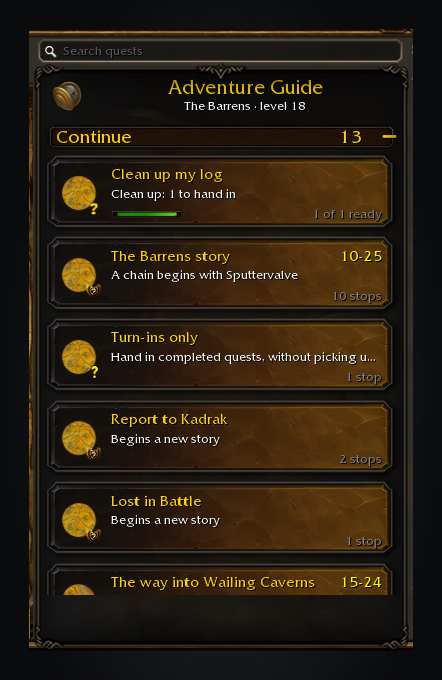 Search quests
Adventure Guide
The Barrens · level 18
Continue 13
Clean up my log
Clean up: 1 to hand in
1 of 1 ready
The Barrens story 10-25
A chain begins with Sputtervalve
10 stops
Turn-ins only
Hand in completed quests, without picking u...
1 stop
Report to Kadrak
Begins a new story
2 stops
Lost in Battle
Begins a new story
1 stop
The way into Wailing Caverns 15-24